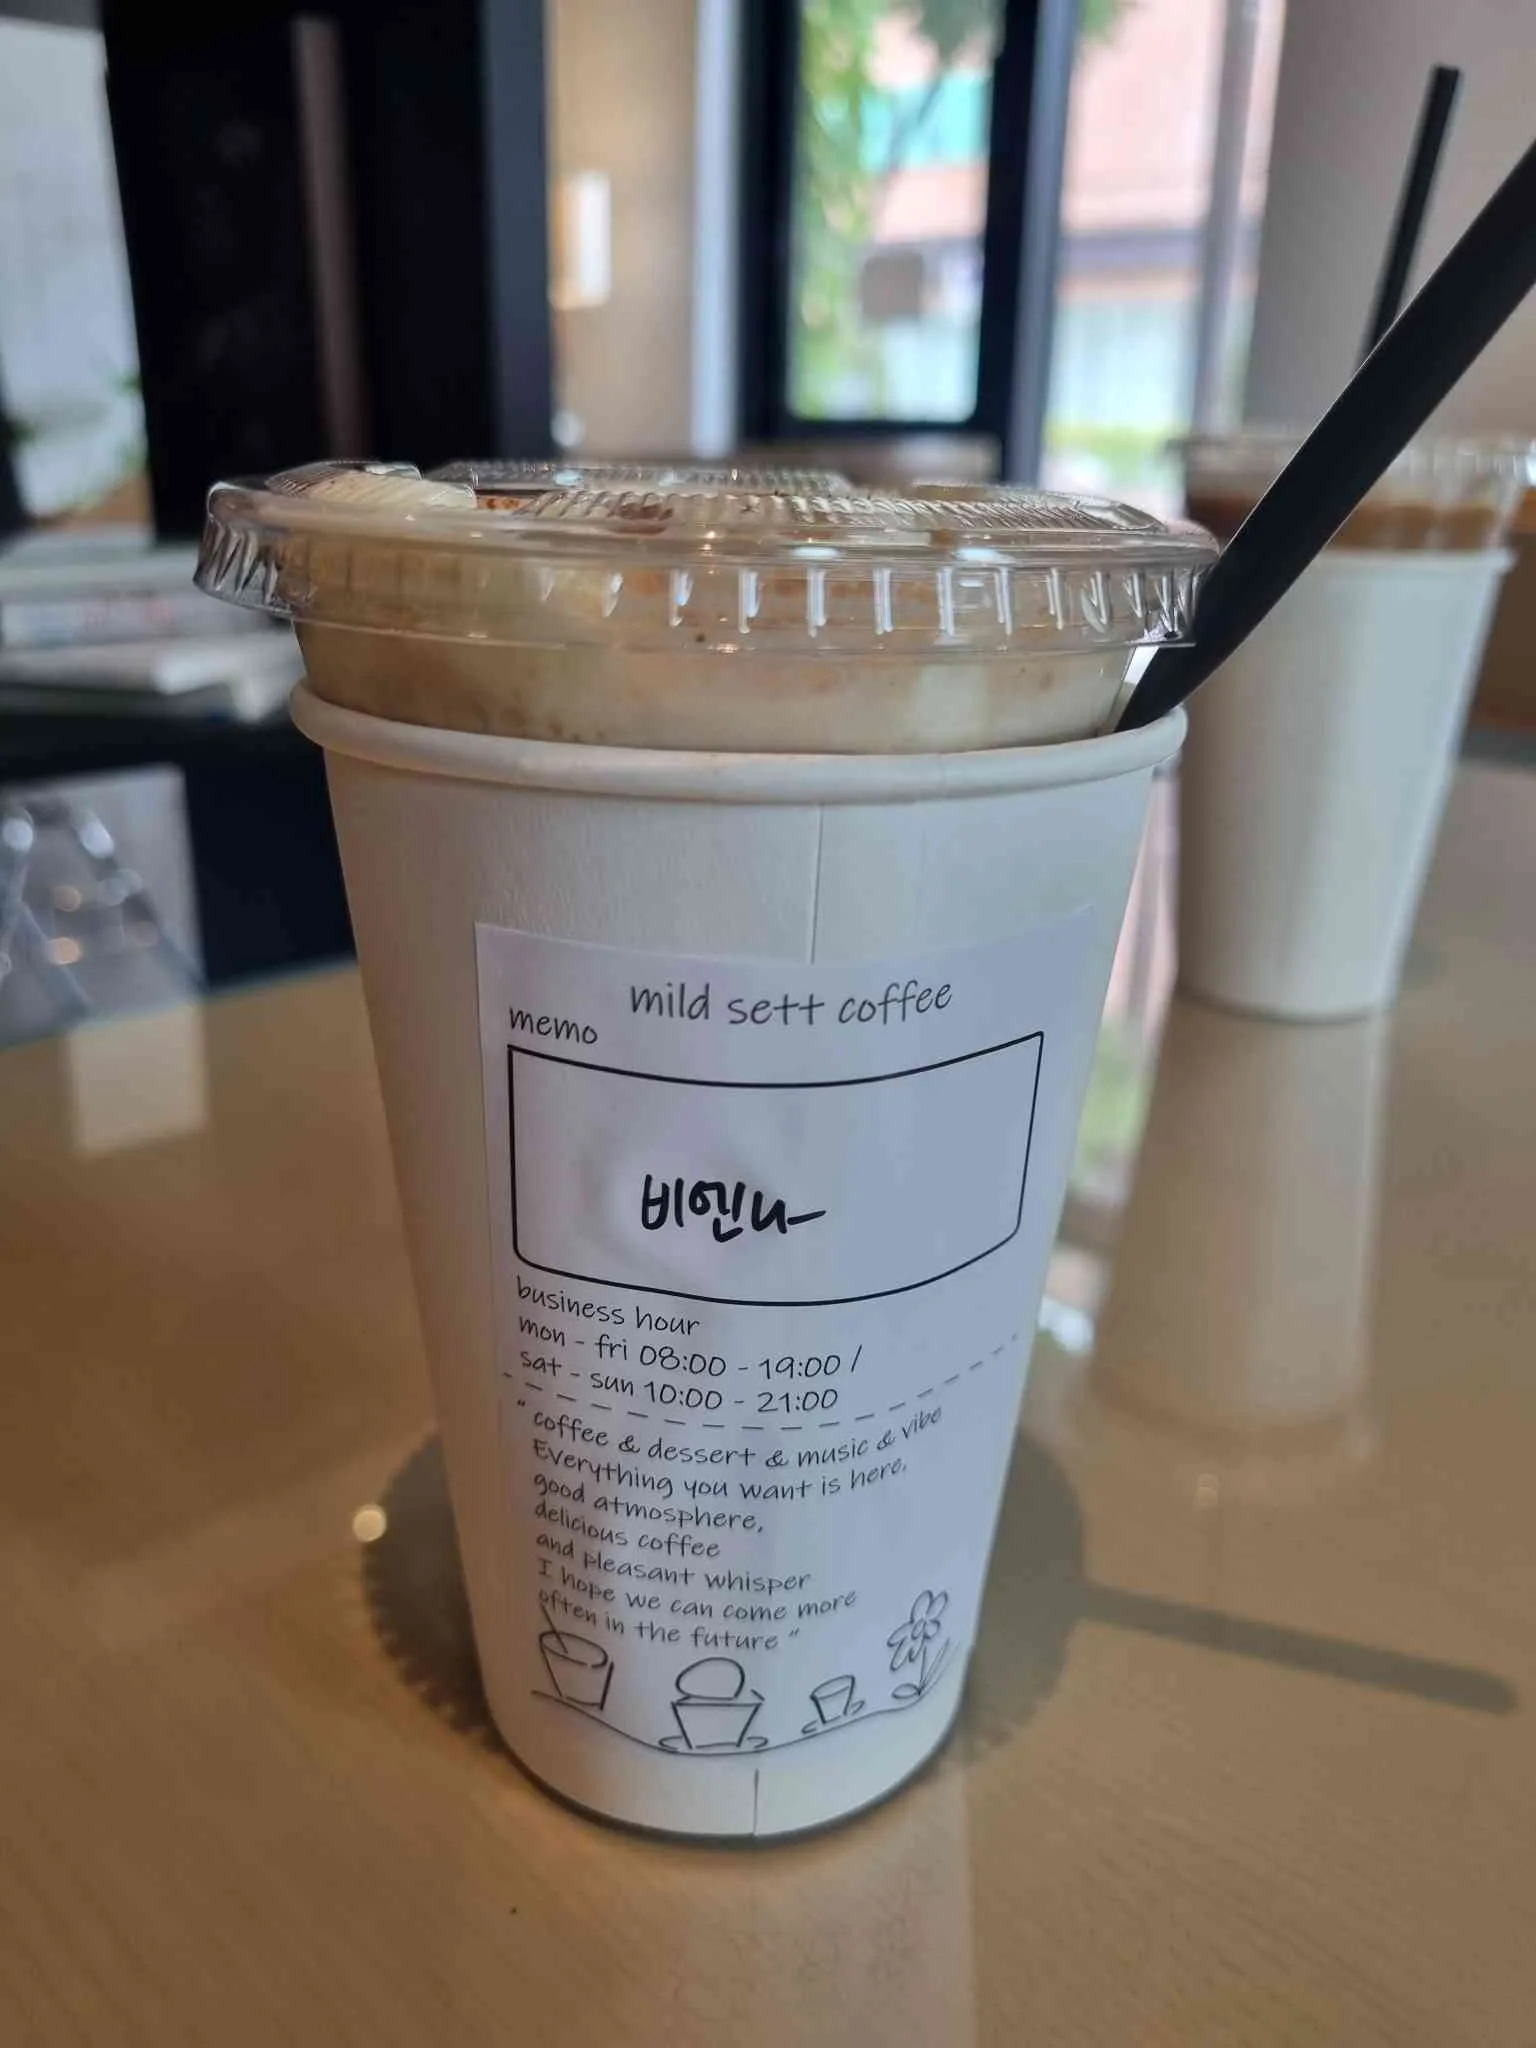 mild sett coffee
memo
비엔나
business hour
mon - fri 08:00 - 19:00 /
sat - sun 10:00 - 21:00
“ coffee & dessert & music & vibe
Everything you want is here.
good atmosphere,
delicious coffee
and pleasant whisper
I hope we can come more
often in the future ”